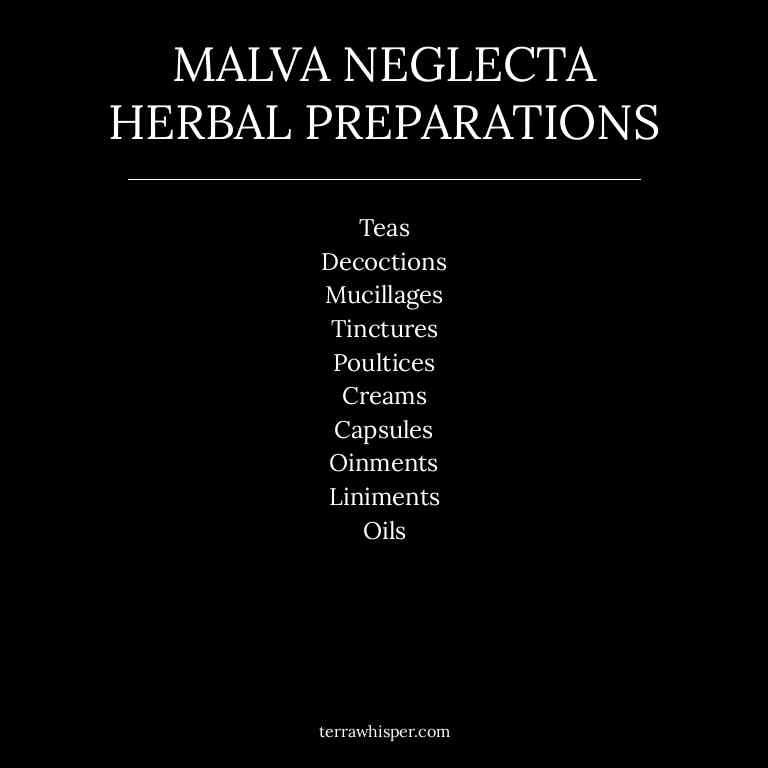 MALVA NEGLECTA
HERBAL PREPARATIONS
Teas
Decoctions
Mucillages
Tinctures
Poultices
Creams
Capsules
Oinments
Liniments
Oils
terrawhisper.com